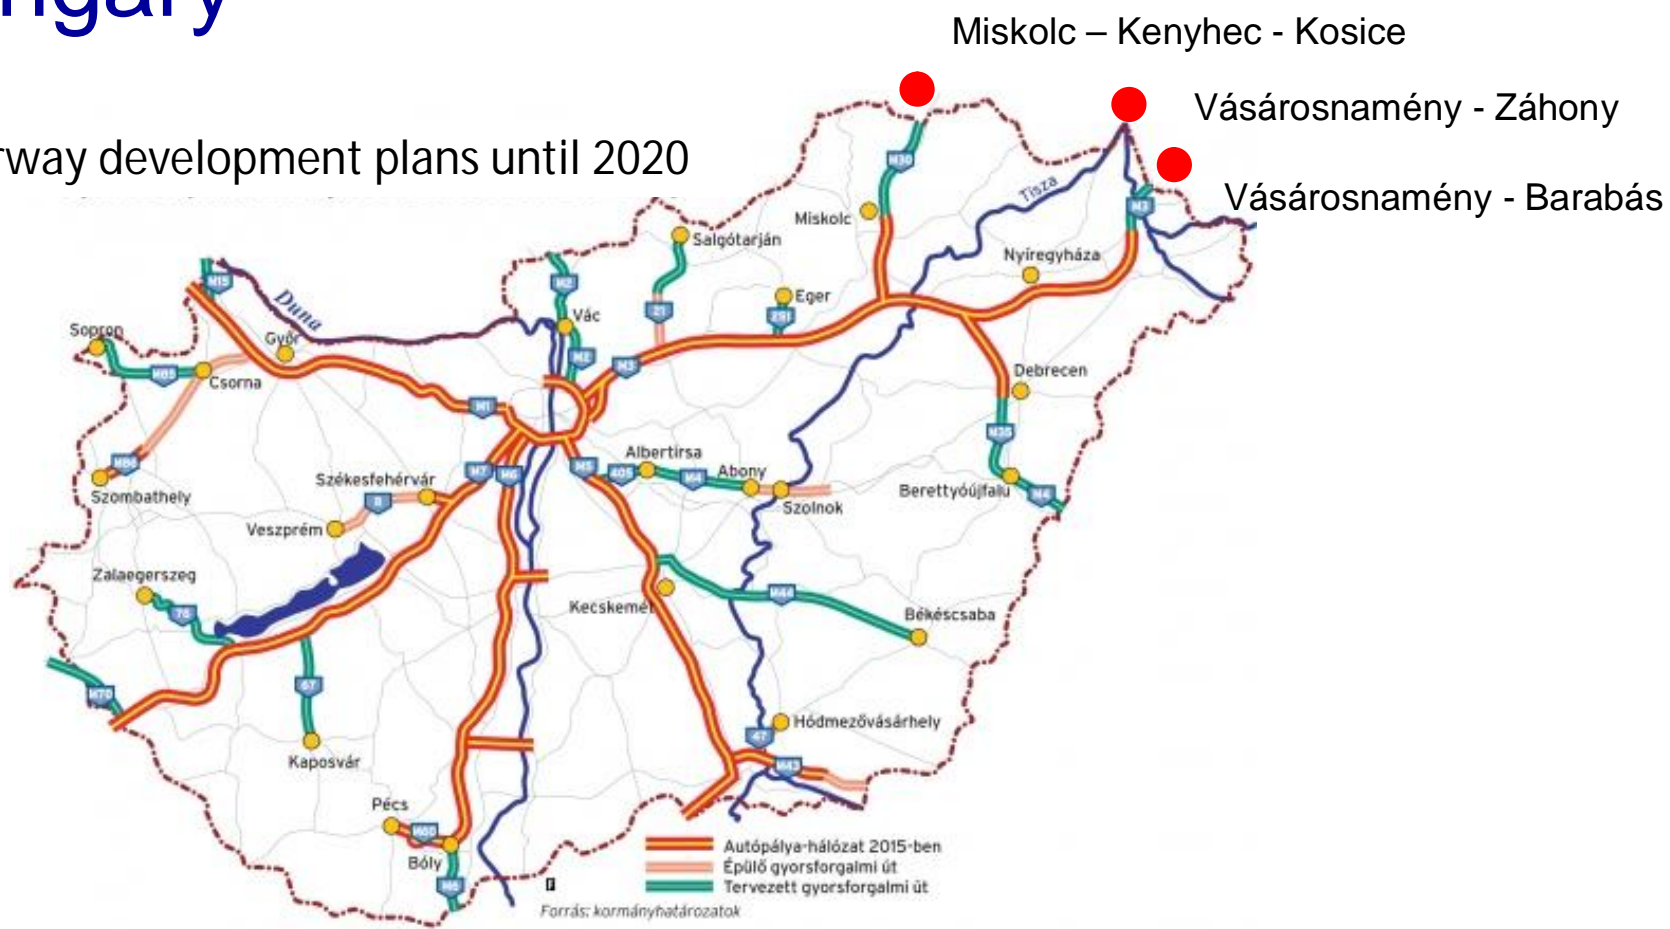 ngary
Miskolc – Kenyhec - Kosice
Vásárosnamény - Záhony
rway development plans until 2020
Vásárosnamény - Barabás
M30
Tisza
Miskolc
M3
Salgótarján
Nyíregyháza
M15
M2
Duna
Eger
21
291
Vác
Sopron
Győr
M2
M3
M85
Csorna
Debrecen
M1
M35
Albertirsa
M86
Székesfehérvár
M7
M6
M5
405
M4
Abony
Szombathely
8
Berettyóújfalu
M4
Szolnok
Veszprém
Zalaegerszeg
76
Kecskemét
M44
Békéscsaba
M70
67
Hódmezővásárhely
47
Kaposvár
M43
Pécs
M60
Bóly
M6
Autópálya-hálózat 2015-ben
Épülő gyorsforgalmi út
Tervezett gyorsforgalmi út
Forrás: kormányhatározatok